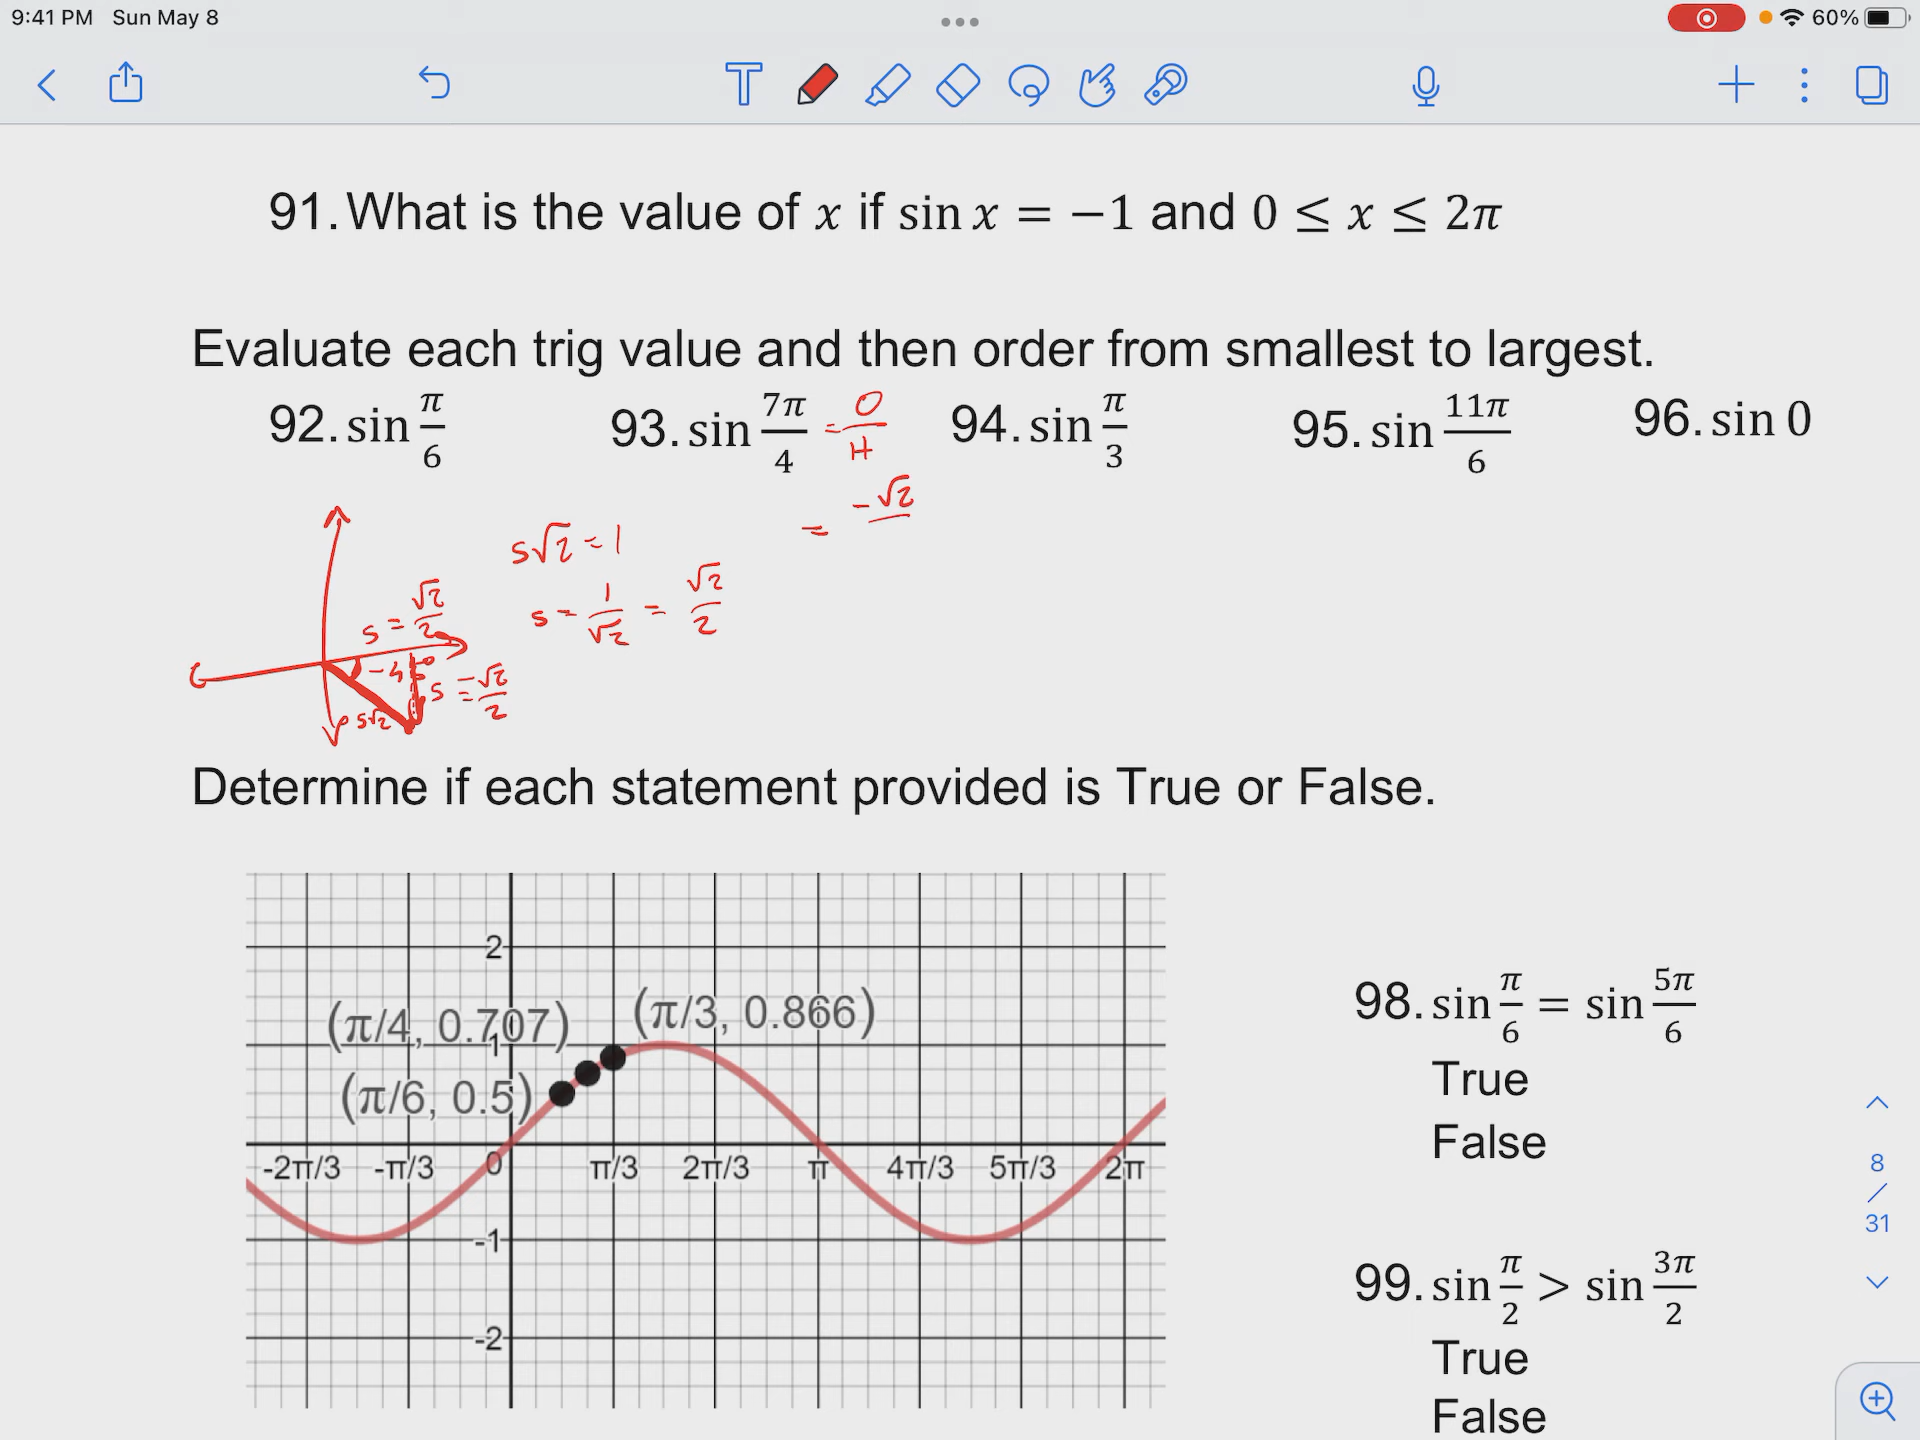 9:41 PM Sun May 8
60%
91. What is the value of x if sin x = −1 and 0 ≤ x ≤ 2π
Evaluate each trig value and then order from smallest to largest.
92. sin π/6 93. sin 7π/4 = O/H 94. sin π/3 95. sin 11π/6 96. sin 0
= -√2
s√2 = 1
s = 1/√2 = √2/2
s = √2/2
s = -√2/2
s√2
Determine if each statement provided is True or False.
2
(π/4, 0.707) (π/3, 0.866)
1
(π/6, 0.5)
-2π/3 -π/3 0 π/3 2π/3 π 4π/3 5π/3 2π
-1
-2
98. sin π/6 = sin 5π/6
True
False
99. sin π/2 > sin 3π/2
True
False
8
/
31